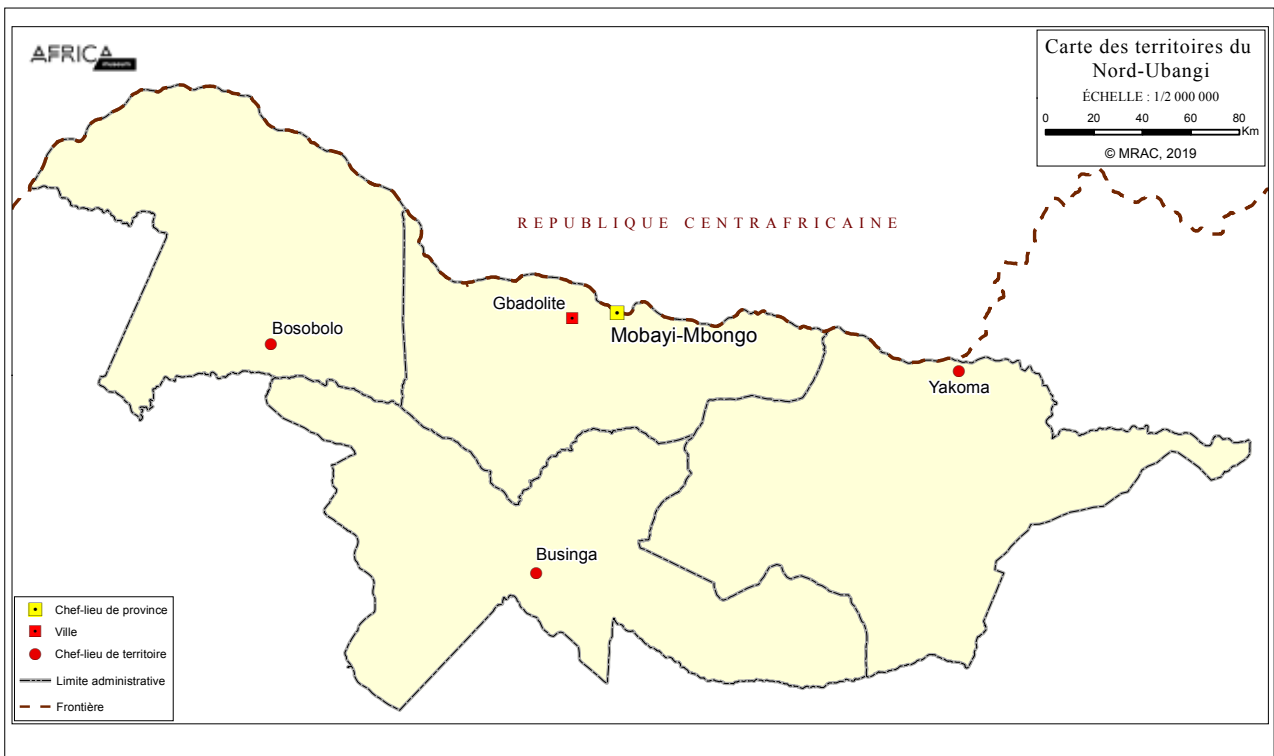 AFRICA
museum
Carte des territoires du
Nord-Ubangi
ÉCHELLE : 1/2 000 000
0 20 40 60 80
Km
© MRAC, 2019
REPUBLIQUE CENTRAFRICAINE
Gbadolite
Mobayi-Mbongo
Bosobolo
Yakoma
Businga
Chef-lieu de province
Ville
Chef-lieu de territoire
Limite administrative
Frontière